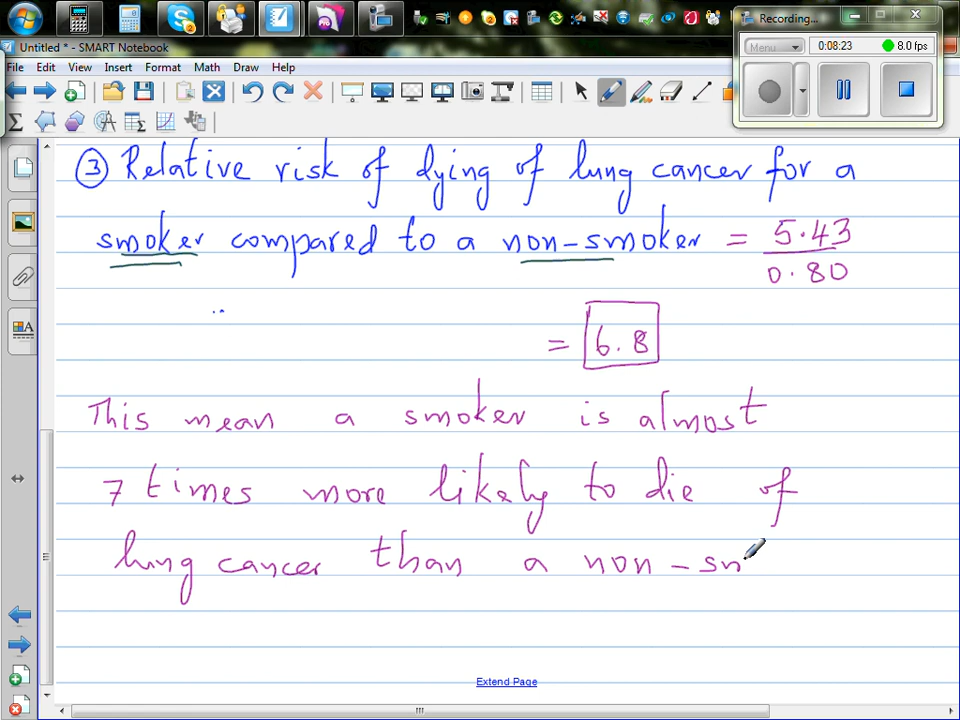 Recording...
Menu
0:08:23
8.0 fps
Untitled * - SMART Notebook
File Edit View Insert Format Math Draw Help
③ Relative risk of dying of lung cancer for a
smoker compared to a non-smoker = 5.43
0.80
= 6.8
This mean a smoker is almost
7 times more likely to die of
lung cancer than a non-sm
Extend Page